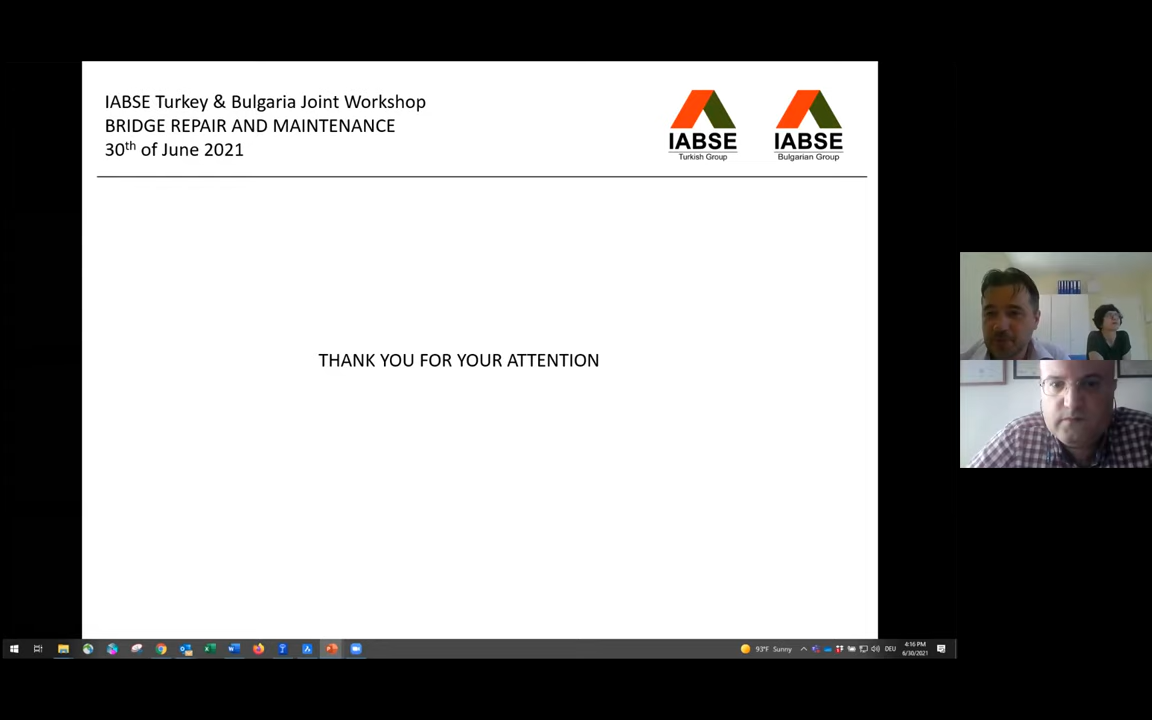 IABSE Turkey & Bulgaria Joint Workshop
BRIDGE REPAIR AND MAINTENANCE
30th of June 2021
IABSE
Turkish Group
IABSE
Bulgarian Group
THANK YOU FOR YOUR ATTENTION
93°F Sunny
DEU
4:16 PM
6/30/2021